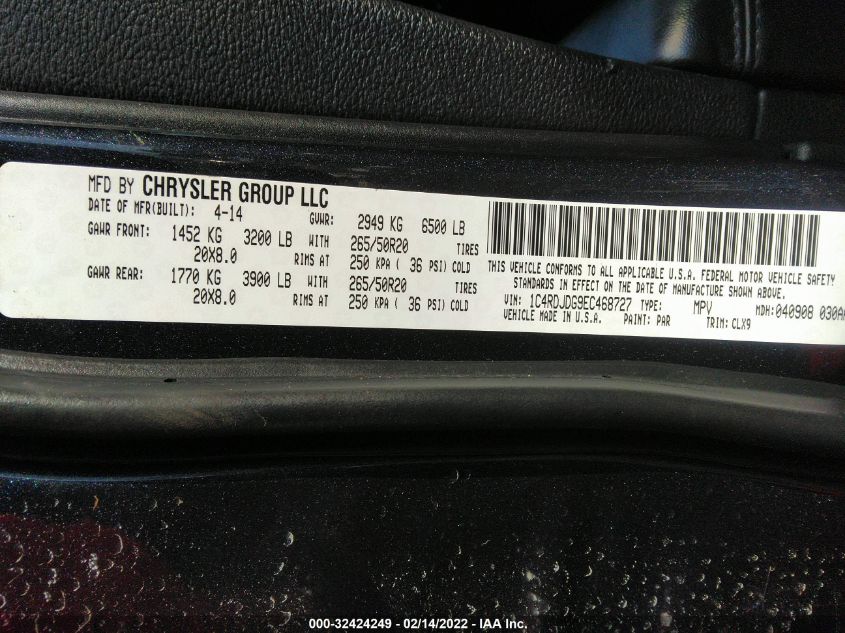 MFD BY CHRYSLER GROUP LLC
DATE OF MFR(BUILT): 4-14 GVWR: 2949 KG 6500 LB
GAWR FRONT: 1452 KG 3200 LB WITH 265/50R20 TIRES
20X8.0 RIMS AT 250 KPA ( 36 PSI) COLD
GAWR REAR: 1770 KG 3900 LB WITH 265/50R20 TIRES
20X8.0 RIMS AT 250 KPA ( 36 PSI) COLD
THIS VEHICLE CONFORMS TO ALL APPLICABLE U.S.A. FEDERAL MOTOR VEHICLE SAFETY
STANDARDS IN EFFECT ON THE DATE OF MANUFACTURE SHOWN ABOVE.
VIN: 1C4RDJDG9EC468727 TYPE: MPV MDH: 040908 030A
VEHICLE MADE IN U.S.A. PAINT: PAR TRIM: CLX9
000-32424249 - 02/14/2022 - IAA Inc.